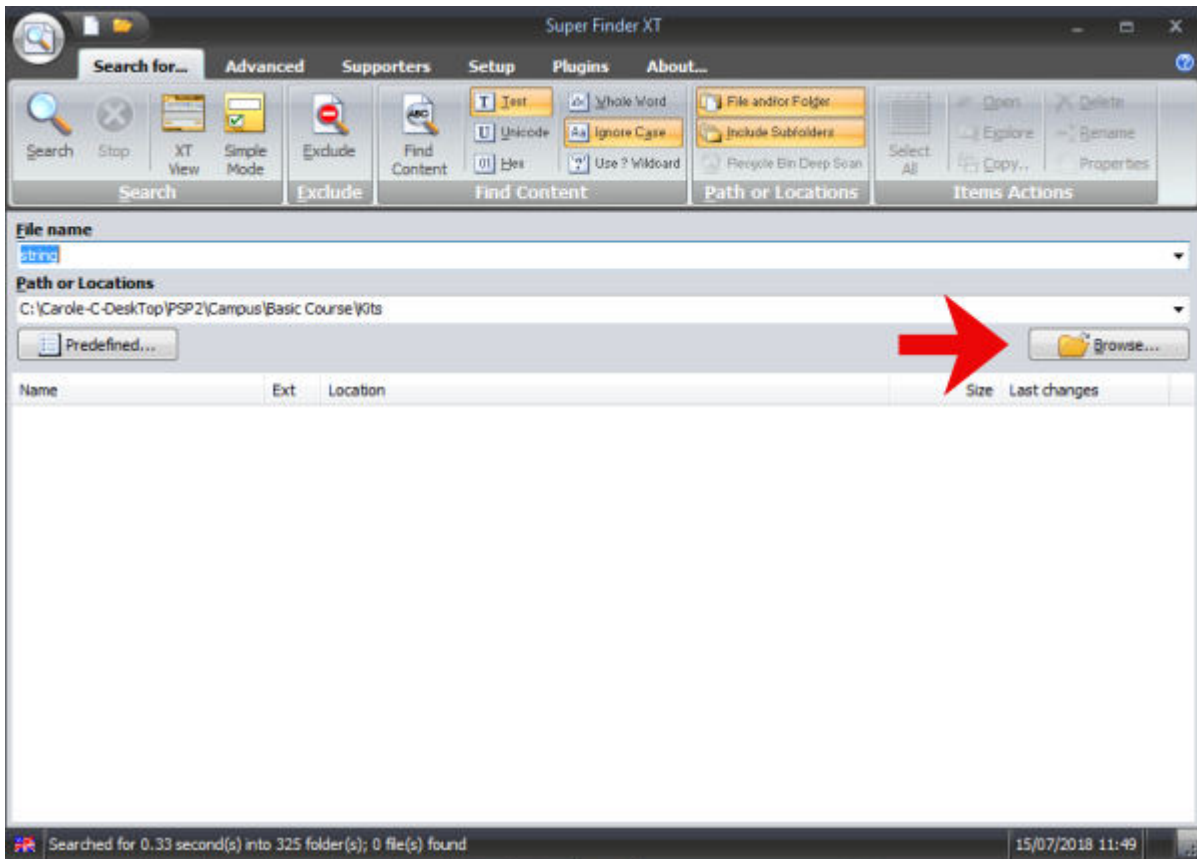 Super Finder XT
Search for... Advanced Supporters Setup Plugins About...
Search
Stop
XT View
Simple Mode
Search
Exclude
Exclude
ABC
Find Content
T Text
U Unicode
01 Hex
Whole Word
Aa Ignore Case
"?" Use ? Wildcard
Find Content
File and/or Folder
Include Subfolders
Recycle Bin Deep Scan
Path or Locations
Select All
Open
Explore
Copy...
Delete
Rename
Properties
Items Actions
File name
string
Path or Locations
C:\Carole-C-DeskTop\PSP2\Campus\Basic Course\Kits
Predefined... Browse...
Name Ext Location Size Last changes
Searched for 0.33 second(s) into 325 folder(s); 0 file(s) found 15/07/2018 11:49